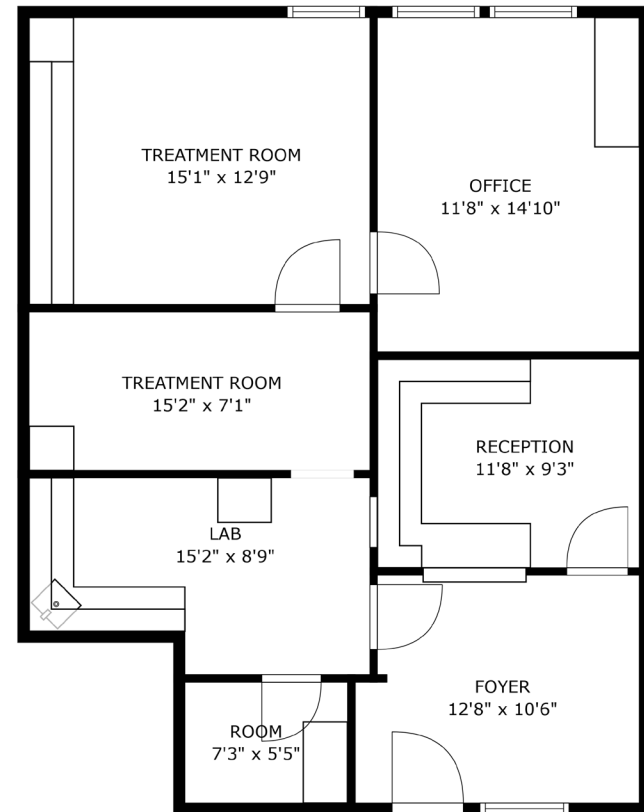 TREATMENT ROOM
15'1" x 12'9"
OFFICE
11'8" x 14'10"
TREATMENT ROOM
15'2" x 7'1"
RECEPTION
11'8" x 9'3"
LAB
15'2" x 8'9"
FOYER
12'8" x 10'6"
ROOM
7'3" x 5'5"